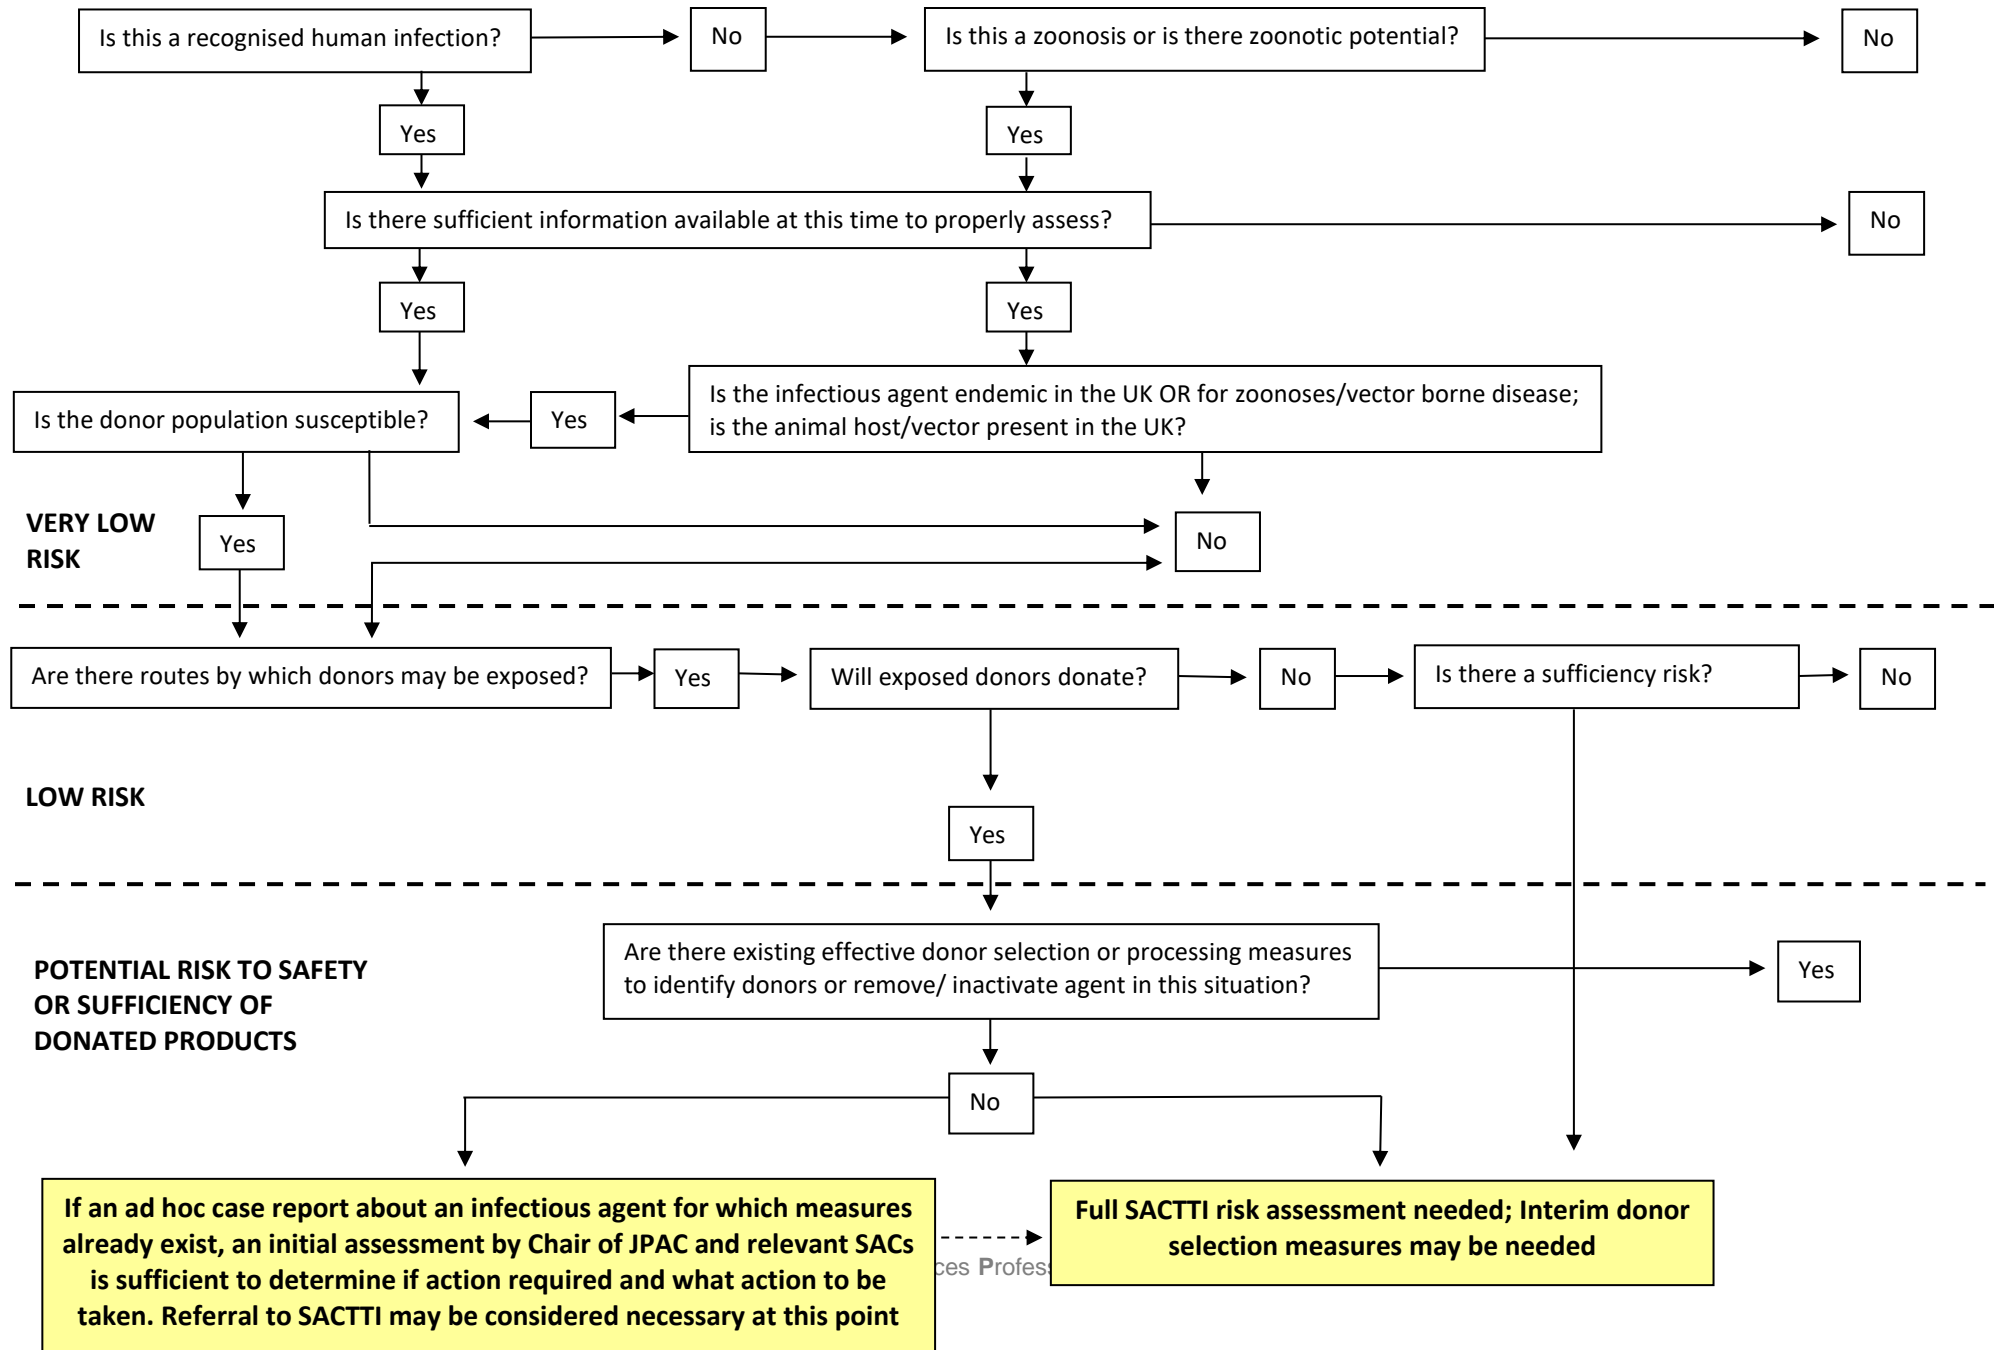 Is this a recognised human infection?
No
Is this a zoonosis or is there zoonotic potential?
No
Yes
Yes
Is there sufficient information available at this time to properly assess?
No
Yes
Yes
Is the donor population susceptible?
Yes
Is the infectious agent endemic in the UK OR for zoonoses/vector borne disease;
is the animal host/vector present in the UK?
VERY LOW
RISK
Yes
No
Are there routes by which donors may be exposed?
Yes
Will exposed donors donate?
No
Is there a sufficiency risk?
No
LOW RISK
Yes
POTENTIAL RISK TO SAFETY
OR SUFFICIENCY OF
DONATED PRODUCTS
Are there existing effective donor selection or processing measures
to identify donors or remove/ inactivate agent in this situation?
Yes
No
If an ad hoc case report about an infectious agent for which measures
already exist, an initial assessment by Chair of JPAC and relevant SACs
is sufficient to determine if action required and what action to be
taken. Referral to SACTTI may be considered necessary at this point
Full SACTTI risk assessment needed; Interim donor
selection measures may be needed